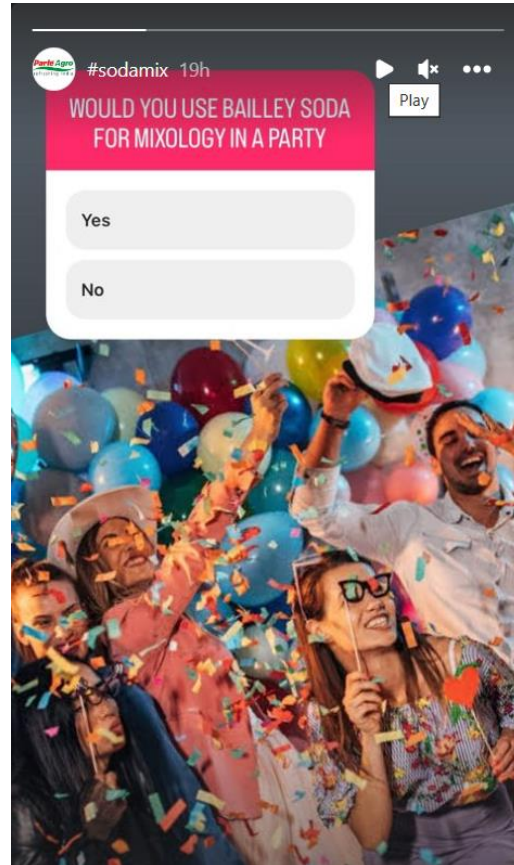 Parle Agro
#sodamix 19h
Play
WOULD YOU USE BAILLEY SODA
FOR MIXOLOGY IN A PARTY
Yes
No